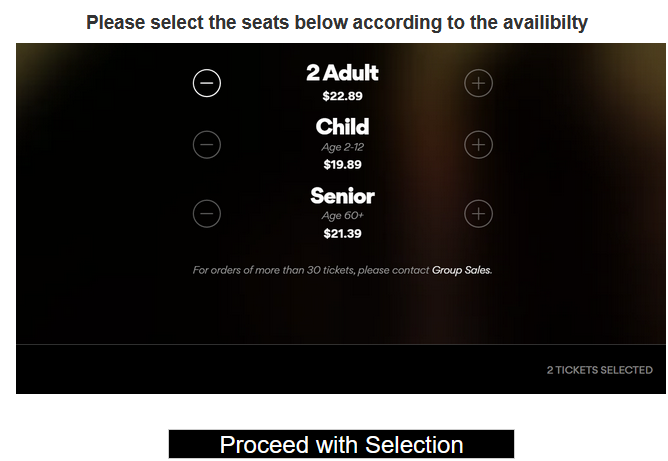 Please select the seats below according to the availibilty
2 Adult
$22.89
Child
Age 2-12
$19.89
Senior
Age 60+
$21.39
For orders of more than 30 tickets, please contact Group Sales.
2 TICKETS SELECTED
Proceed with Selection